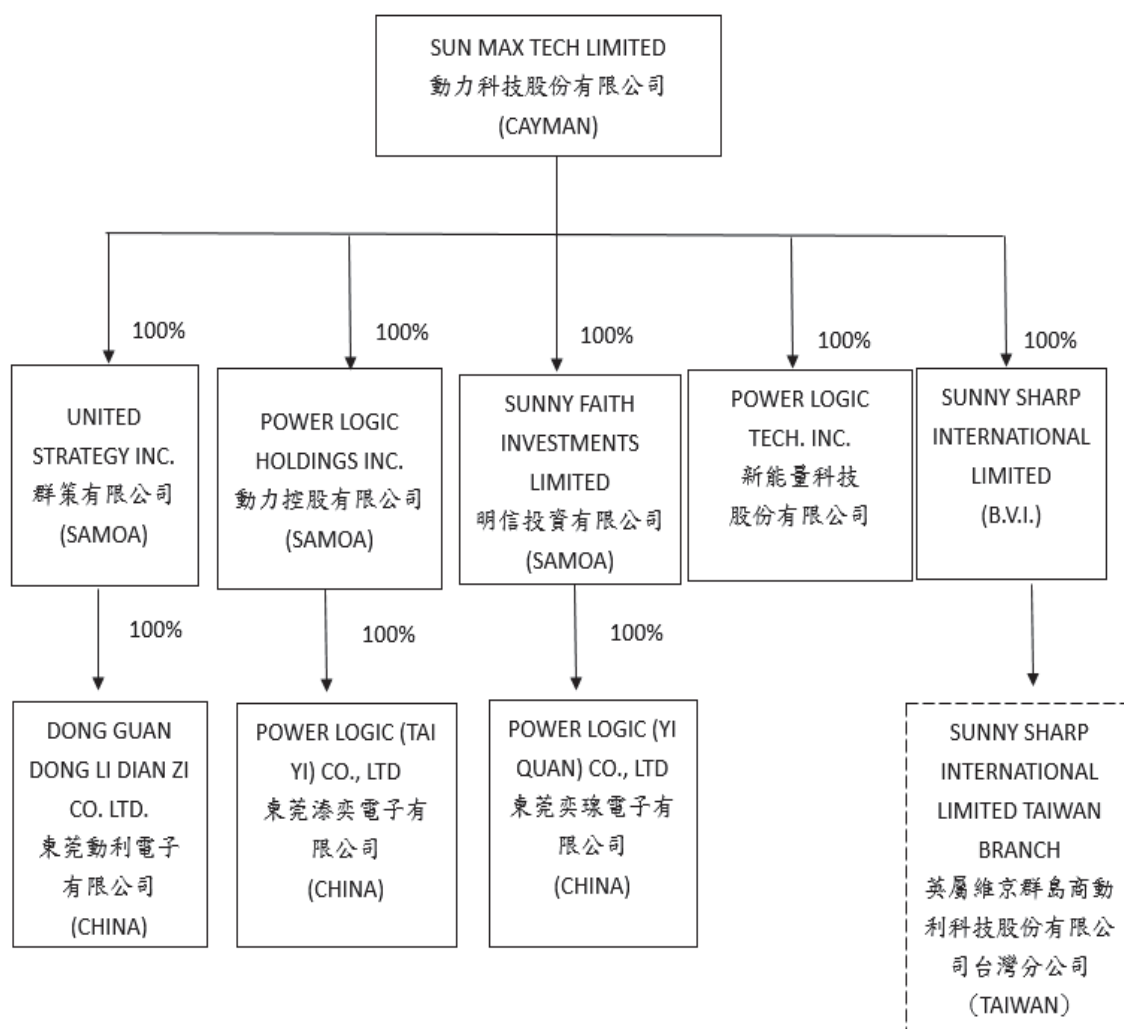 SUN MAX TECH LIMITED
動力科技股份有限公司
(CAYMAN)
100%
100%
100%
100%
100%
UNITED
STRATEGY INC.
群策有限公司
(SAMOA)
POWER LOGIC
HOLDINGS INC.
動力控股有限公司
(SAMOA)
SUNNY FAITH
INVESTMENTS
LIMITED
明信投資有限公司
(SAMOA)
POWER LOGIC
TECH. INC.
新能量科技
股份有限公司
SUNNY SHARP
INTERNATIONAL
LIMITED
(B.V.I.)
100%
100%
100%
DONG GUAN
DONG LI DIAN ZI
CO. LTD.
東莞動利電子
有限公司
(CHINA)
POWER LOGIC (TAI
YI) CO., LTD
東莞漆奕電子有
限公司
(CHINA)
POWER LOGIC (YI
QUAN) CO., LTD
東莞奕瑔電子有
限公司
(CHINA)
SUNNY SHARP
INTERNATIONAL
LIMITED TAIWAN
BRANCH
英屬維京群島商動
利科技股份有限公
司台灣分公司
（TAIWAN）